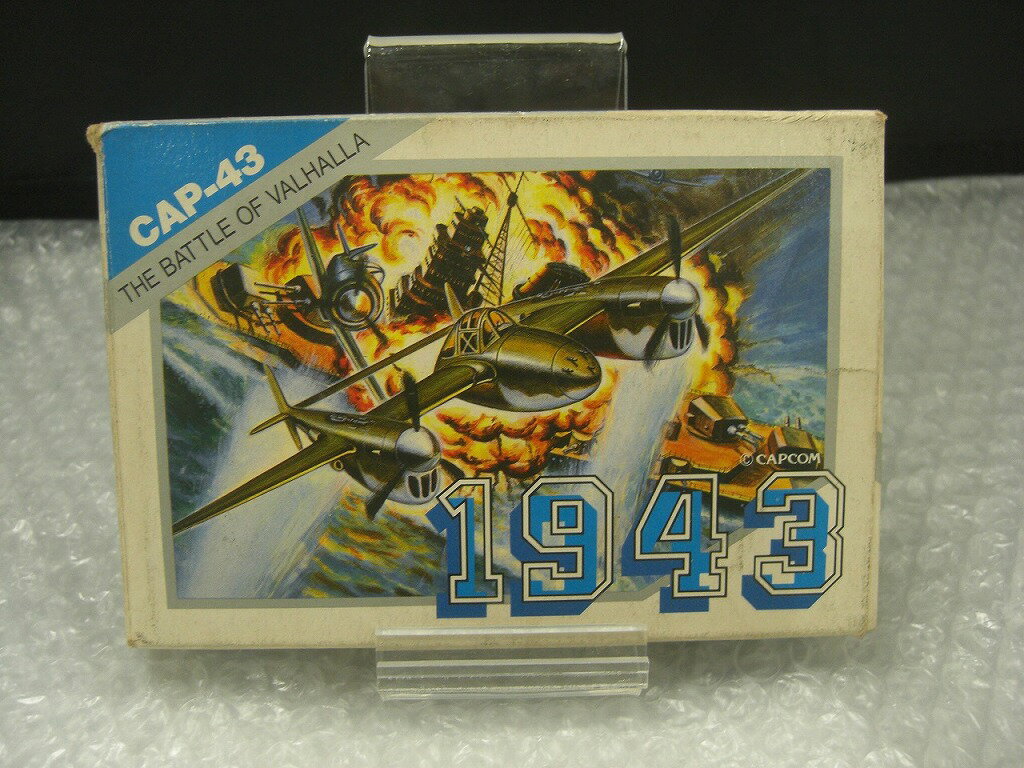 CAP-43
THE BATTLE OF VALHALLA
© CAPCOM
1943